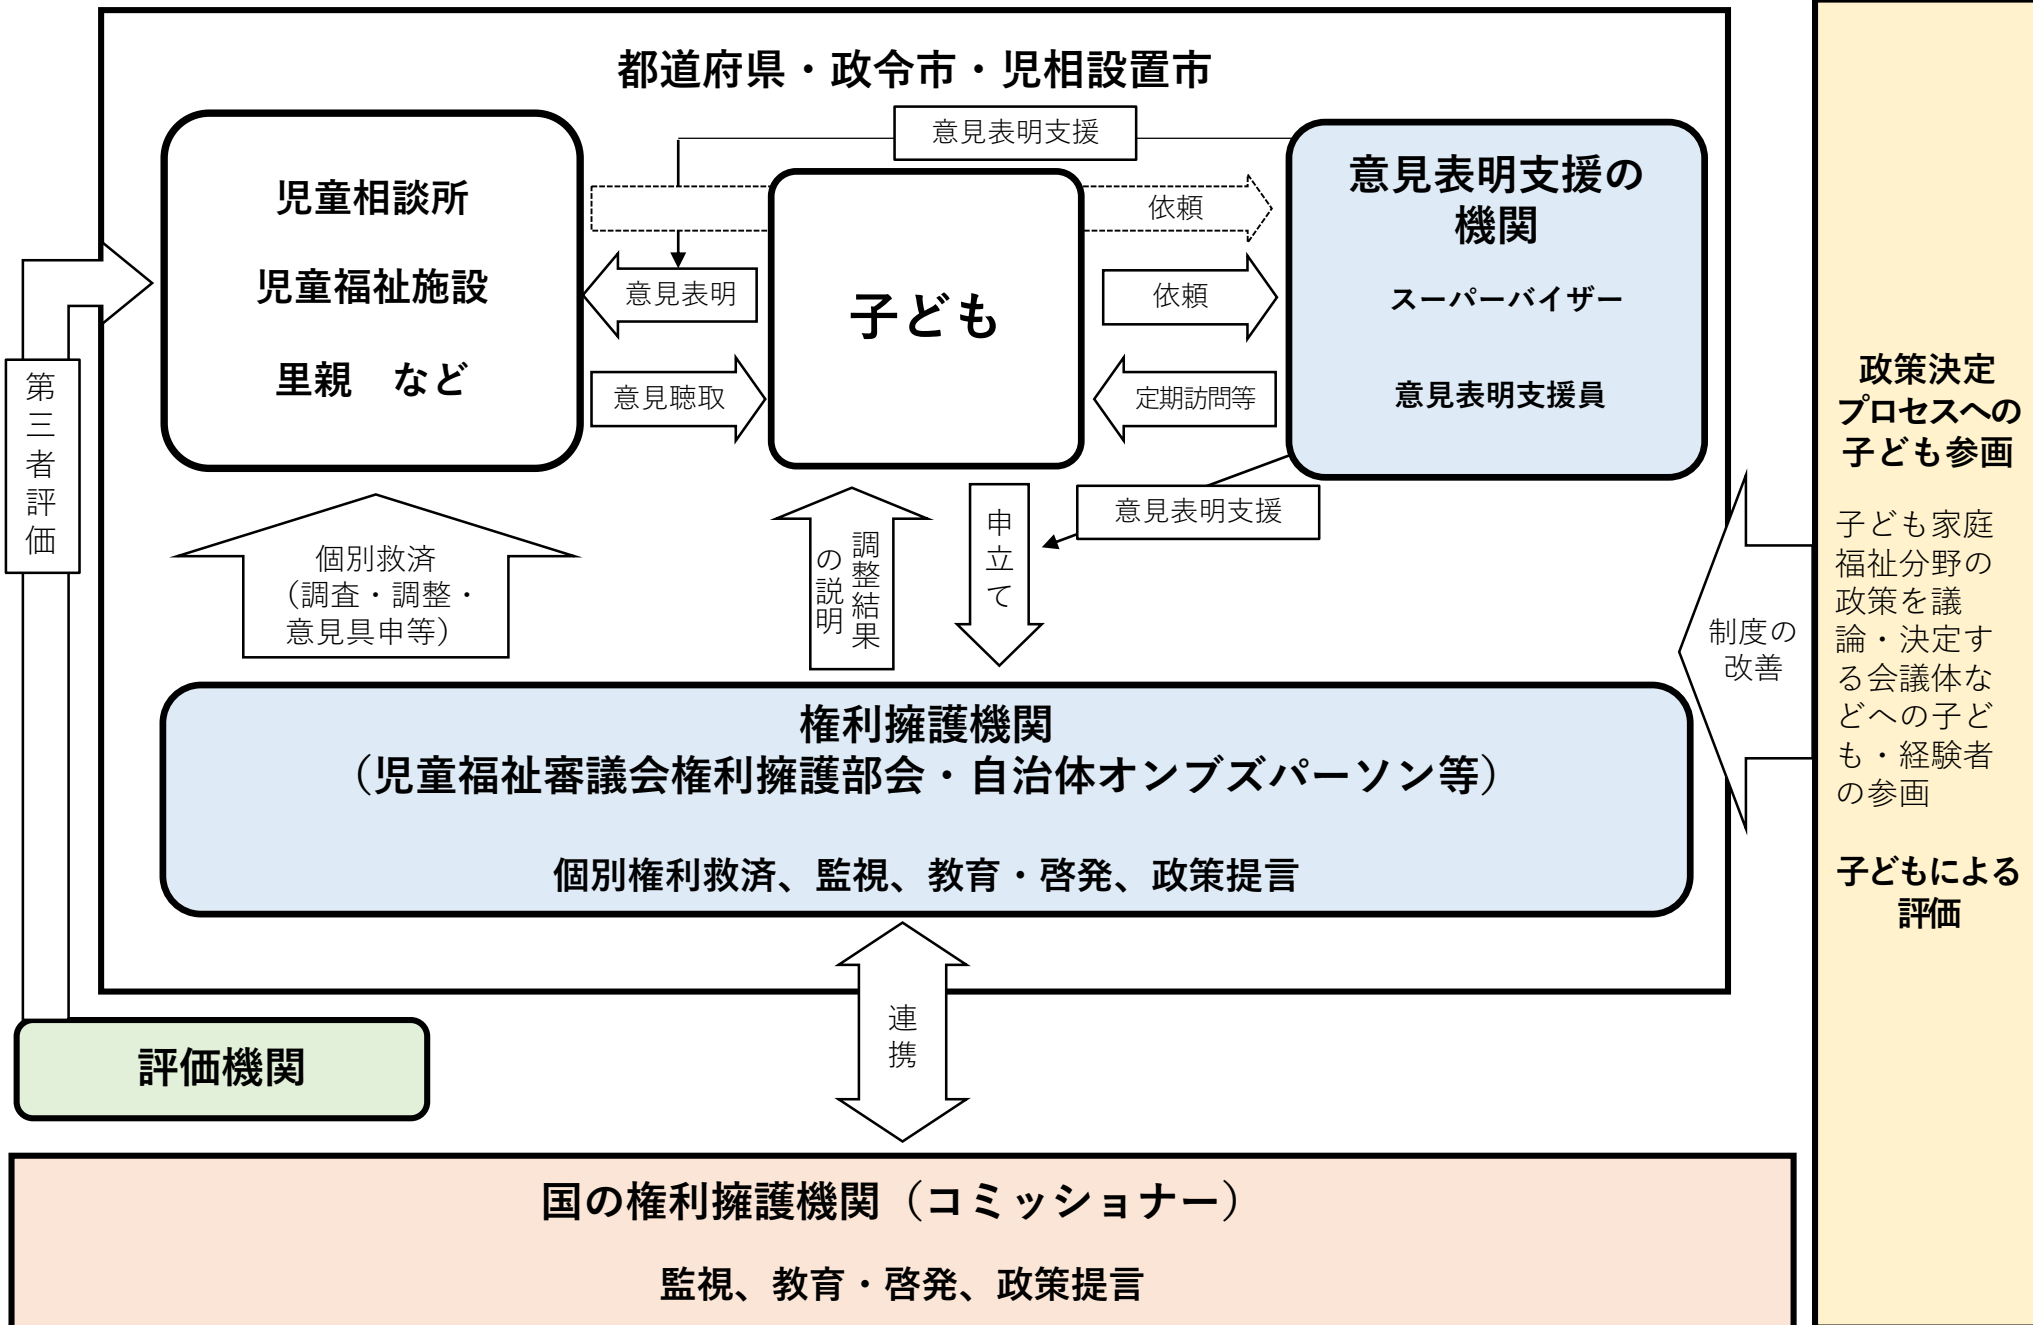 都道府県・政令市・児相設置市
意見表明支援
児童相談所
児童福祉施設
里親　など
依頼
意見表明
意見聴取
子ども
依頼
定期訪問等
意見表明支援の
機関
スーパーバイザー
意見表明支援員
意見表明支援
第三者評価
個別救済
（調査・調整・
意見具申等）
調整結果
の説明
申立て
権利擁護機関
（児童福祉審議会権利擁護部会・自治体オンブズパーソン等）
個別権利救済、監視、教育・啓発、政策提言
制度の
改善
連携
評価機関
国の権利擁護機関（コミッショナー）
監視、教育・啓発、政策提言
政策決定
プロセスへの
子ども参画
子ども家庭
福祉分野の
政策を議
論・決定す
る会議体な
どへの子ど
も・経験者
の参画
子どもによる
評価